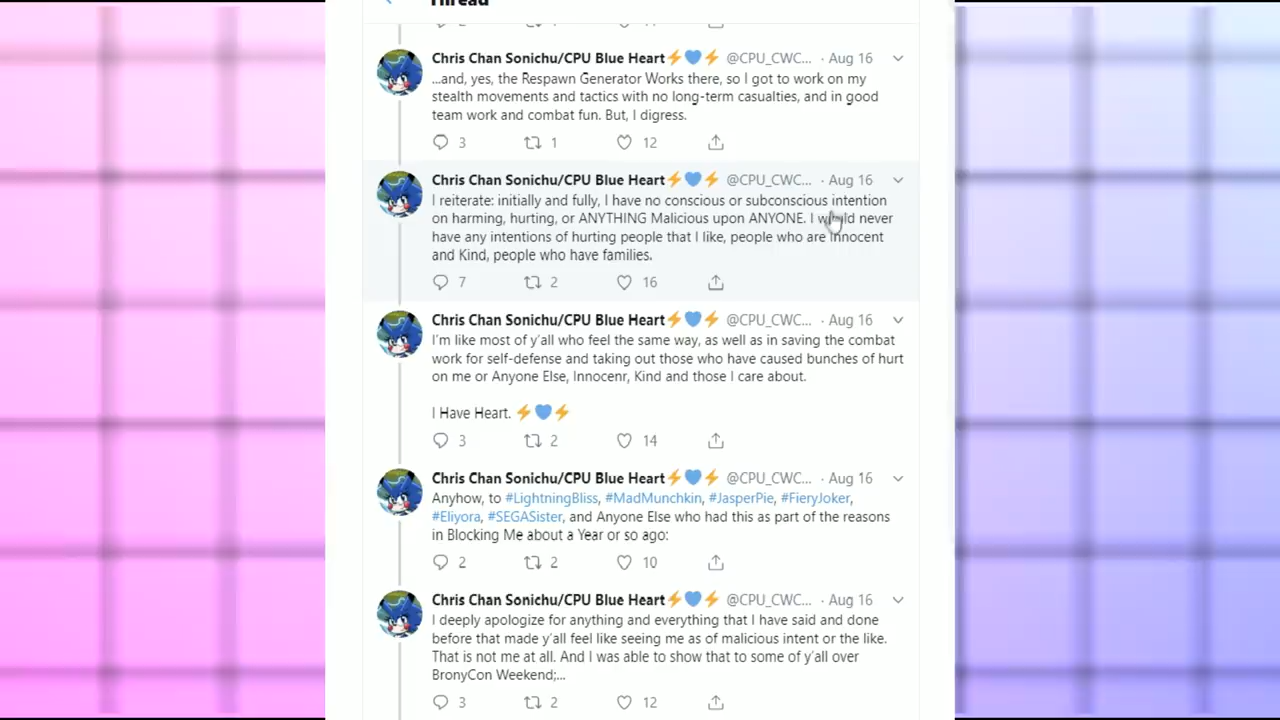 Thread
Chris Chan Sonichu/CPU Blue Heart⚡💙⚡ @CPU_CWC... · Aug 16
...and, yes, the Respawn Generator Works there, so I got to work on my
stealth movements and tactics with no long-term casualties, and in good
team work and combat fun. But, I digress.
3 1 12
Chris Chan Sonichu/CPU Blue Heart⚡💙⚡ @CPU_CWC... · Aug 16
I reiterate: initially and fully, I have no conscious or subconscious intention
on harming, hurting, or ANYTHING Malicious upon ANYONE. I would never
have any intentions of hurting people that I like, people who are innocent
and Kind, people who have families.
7 2 16
Chris Chan Sonichu/CPU Blue Heart⚡💙⚡ @CPU_CWC... · Aug 16
I'm like most of y'all who feel the same way, as well as in saving the combat
work for self-defense and taking out those who have caused bunches of hurt
on me or Anyone Else, Innocenr, Kind and those I care about.
I Have Heart. ⚡💙⚡
3 2 14
Chris Chan Sonichu/CPU Blue Heart⚡💙⚡ @CPU_CWC... · Aug 16
Anyhow, to #LightningBliss, #MadMunchkin, #JasperPie, #FieryJoker,
#Eliyora, #SEGASister, and Anyone Else who had this as part of the reasons
in Blocking Me about a Year or so ago:
2 2 10
Chris Chan Sonichu/CPU Blue Heart⚡💙⚡ @CPU_CWC... · Aug 16
I deeply apologize for anything and everything that I have said and done
before that made y'all feel like seeing me as of malicious intent or the like.
That is not me at all. And I was able to show that to some of y'all over
BronyCon Weekend;...
3 2 12